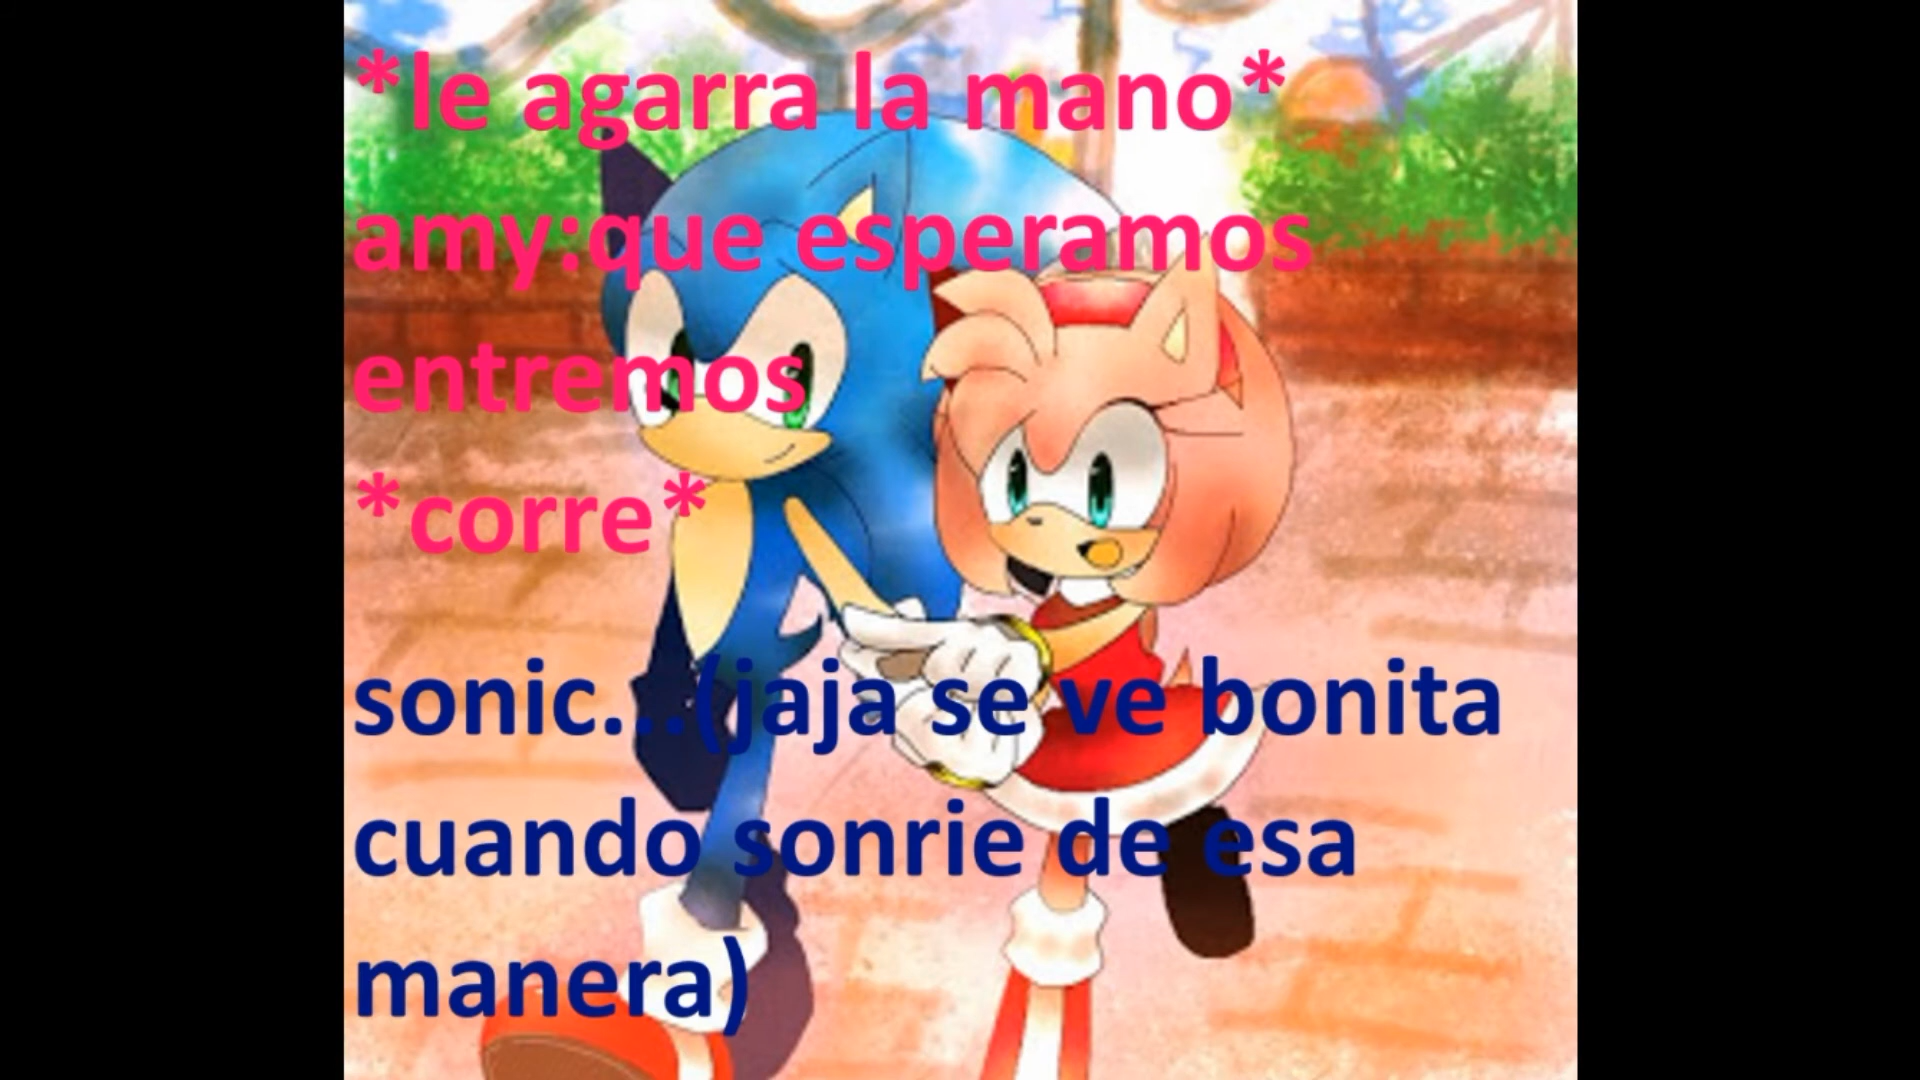 *le agarra la mano*
amy:que esperamos
entremos
*corre*
sonic...(jaja se ve bonita
cuando sonrie de esa
manera)